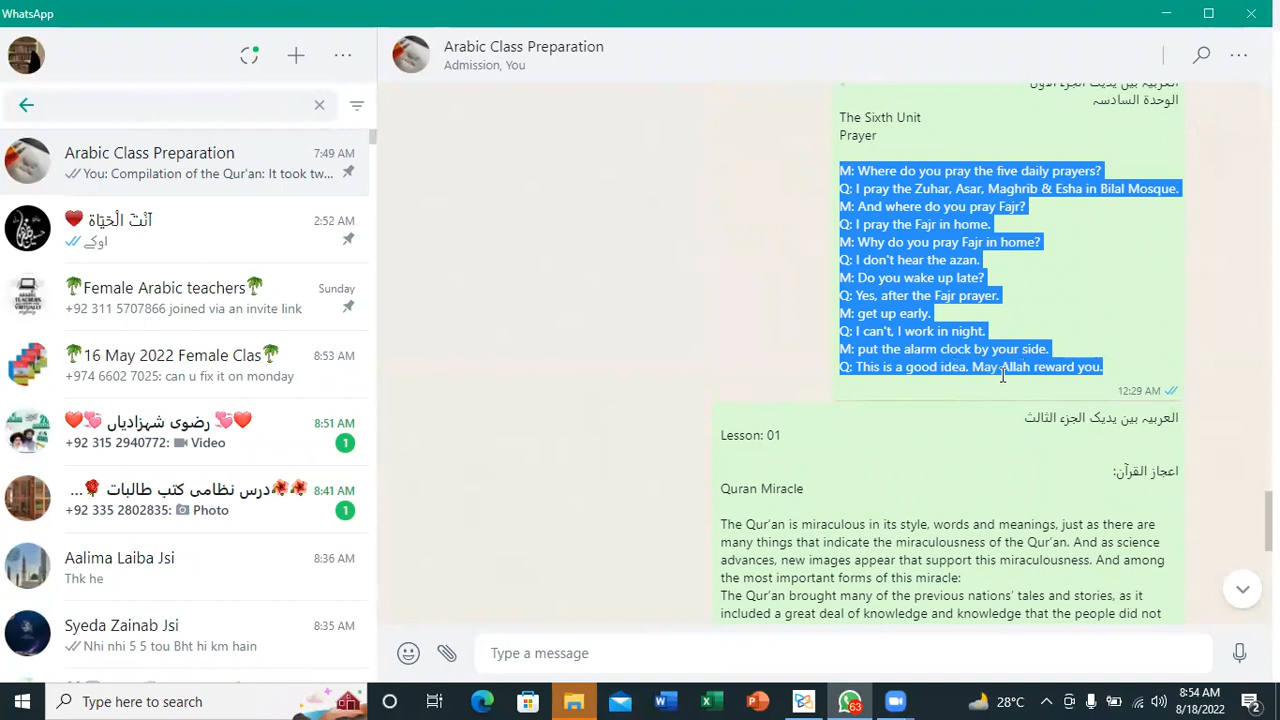 WhatsApp
Arabic Class Preparation
Admission, You
Arabic Class Preparation
7:49 AM
You: Compilation of the Qur'an: It took tw...
آنْتَ الْحَيَاة ❤️
2:52 AM
اوکے
🌴Female Arabic teachers🌴
Sunday
+92 311 5707866 joined via an invite link
🌴16 May 2022 Female Clas🌴
8:53 AM
+974 6602 7025: can u fix it on monday
❤️💞 رضوی شہزادیاں 💞❤️
8:51 AM
+92 315 2940772: Video
1
🌺🌺درس نظامی کتب طالبات 🌹...
8:41 AM
+92 335 2802835: Photo
1
Aalima Laiba Jsi
8:36 AM
Thk he
Syeda Zainab Jsi
8:35 AM
Nhi nhi 5 5 tou Bht hi km hain
العربیہ بین یدیک الجزء الاول
الوحدة السادسہ
The Sixth Unit
Prayer
M: Where do you pray the five daily prayers?
Q: I pray the Zuhar, Asar, Maghrib & Esha in Bilal Mosque.
M: And where do you pray Fajr?
Q: I pray the Fajr in home.
M: Why do you pray Fajr in home?
Q: I don't hear the azan.
M: Do you wake up late?
Q: Yes, after the Fajr prayer.
M: get up early.
Q: I can't, I work in night.
M: put the alarm clock by your side.
Q: This is a good idea. May Allah reward you.
12:29 AM
العربیہ بین یدیک الجزء الثالث
Lesson: 01
اعجاز القرآن:
Quran Miracle
The Qur'an is miraculous in its style, words and meanings, just as there are
many things that indicate the miraculousness of the Qur'an. And as science
advances, new images appear that support this miraculousness. And among
the most important forms of this miracle:
The Qur'an brought many of the previous nations' tales and stories, as it
included a great deal of knowledge and knowledge that the people did not
Type a message
Type here to search
63
28°C
8:54 AM
8/18/2022
2